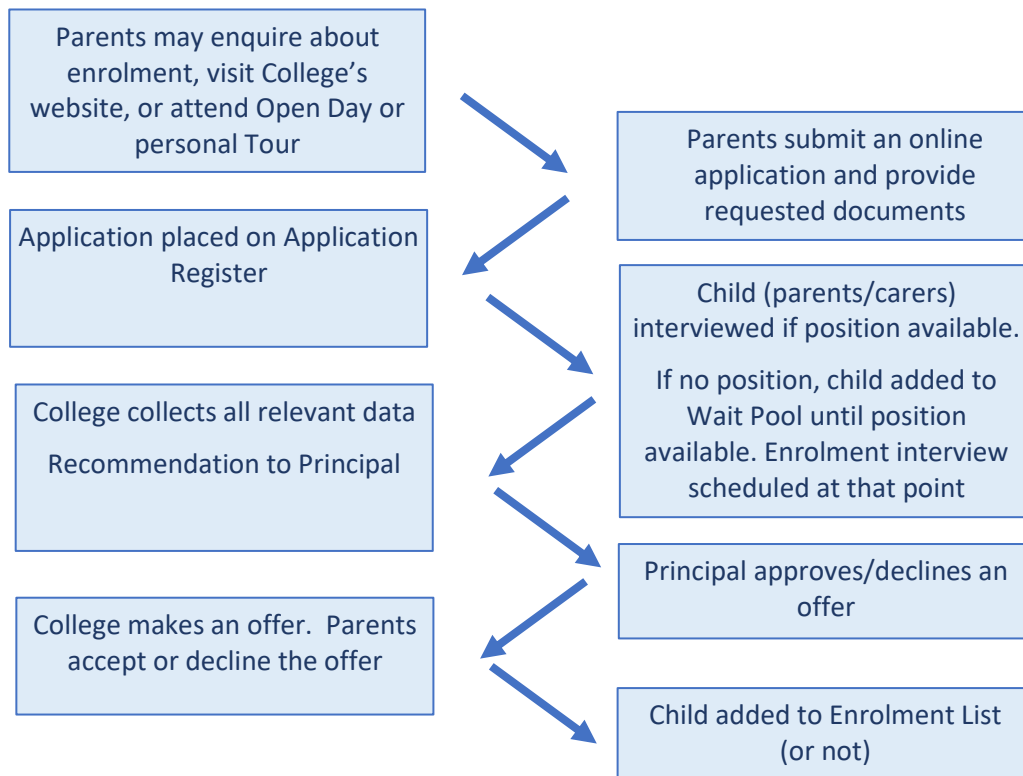 Parents may enquire about
enrolment, visit College’s
website, or attend Open Day or
personal Tour
Parents submit an online
application and provide
requested documents
Application placed on Application
Register
Child (parents/carers)
interviewed if position available.
If no position, child added to
Wait Pool until position
available. Enrolment interview
scheduled at that point
College collects all relevant data
Recommendation to Principal
Principal approves/declines an
offer
College makes an offer.  Parents
accept or decline the offer
Child added to Enrolment List
(or not)